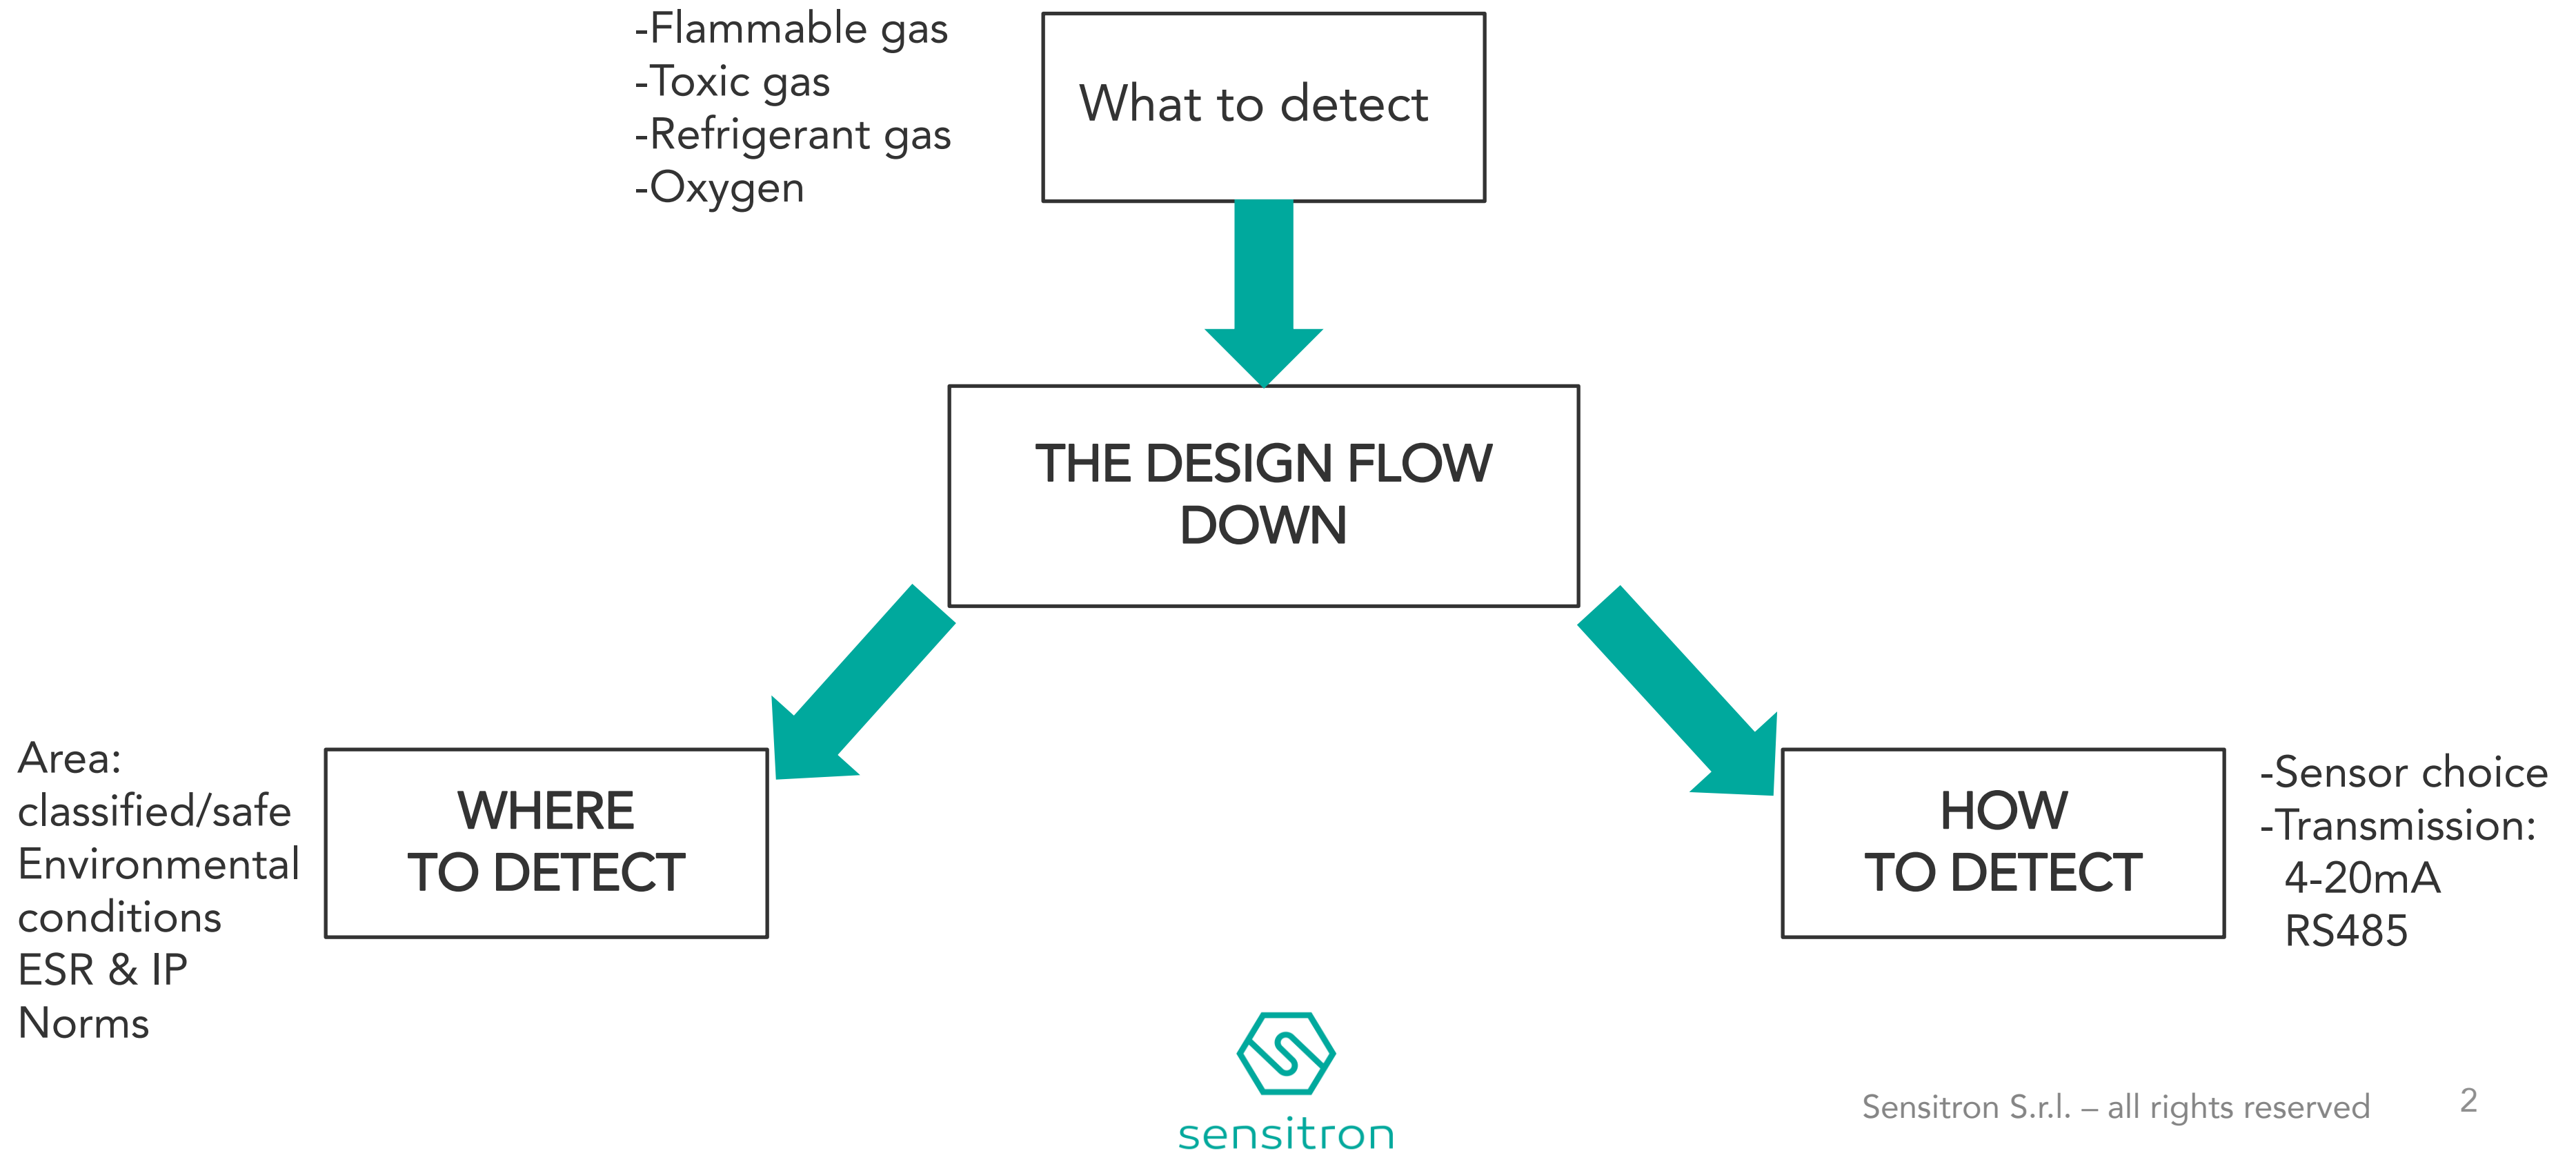 -Flammable gas
-Toxic gas
-Refrigerant gas
-Oxygen
What to detect
THE DESIGN FLOW
DOWN
Area:
classified/safe
Environmental
conditions
ESR & IP
Norms
WHERE
TO DETECT
HOW
TO DETECT
-Sensor choice
-Transmission:
4-20mA
RS485
sensitron
Sensitron S.r.l. – all rights reserved
2